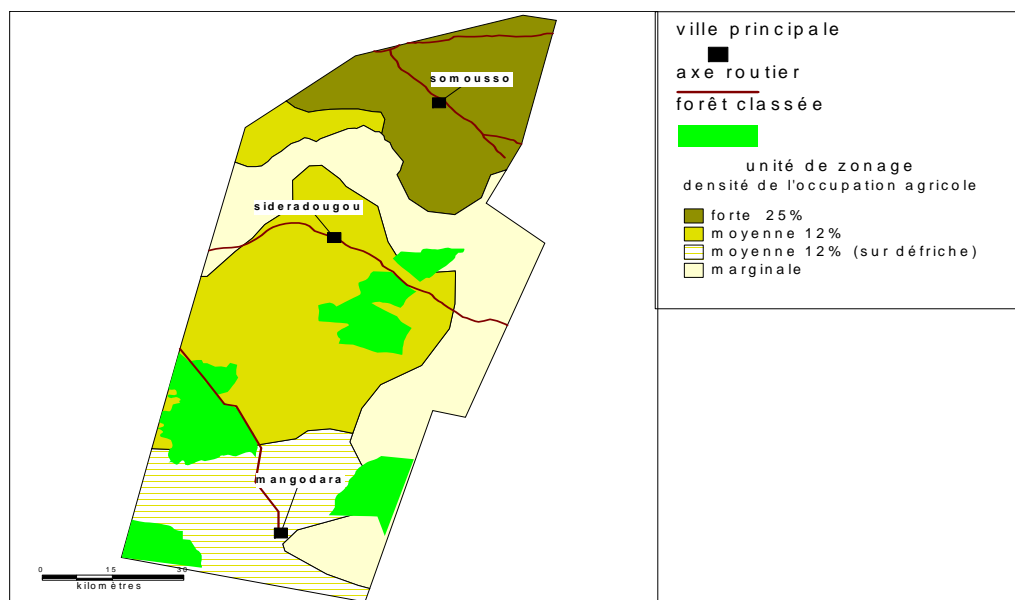 somousso
sideradougou
mangodara
0 15 30
kilomètres
ville principale
axe routier
forêt classée
unité de zonage
densité de l'occupation agricole
forte 25%
moyenne 12%
moyenne 12% (sur défriche)
marginale